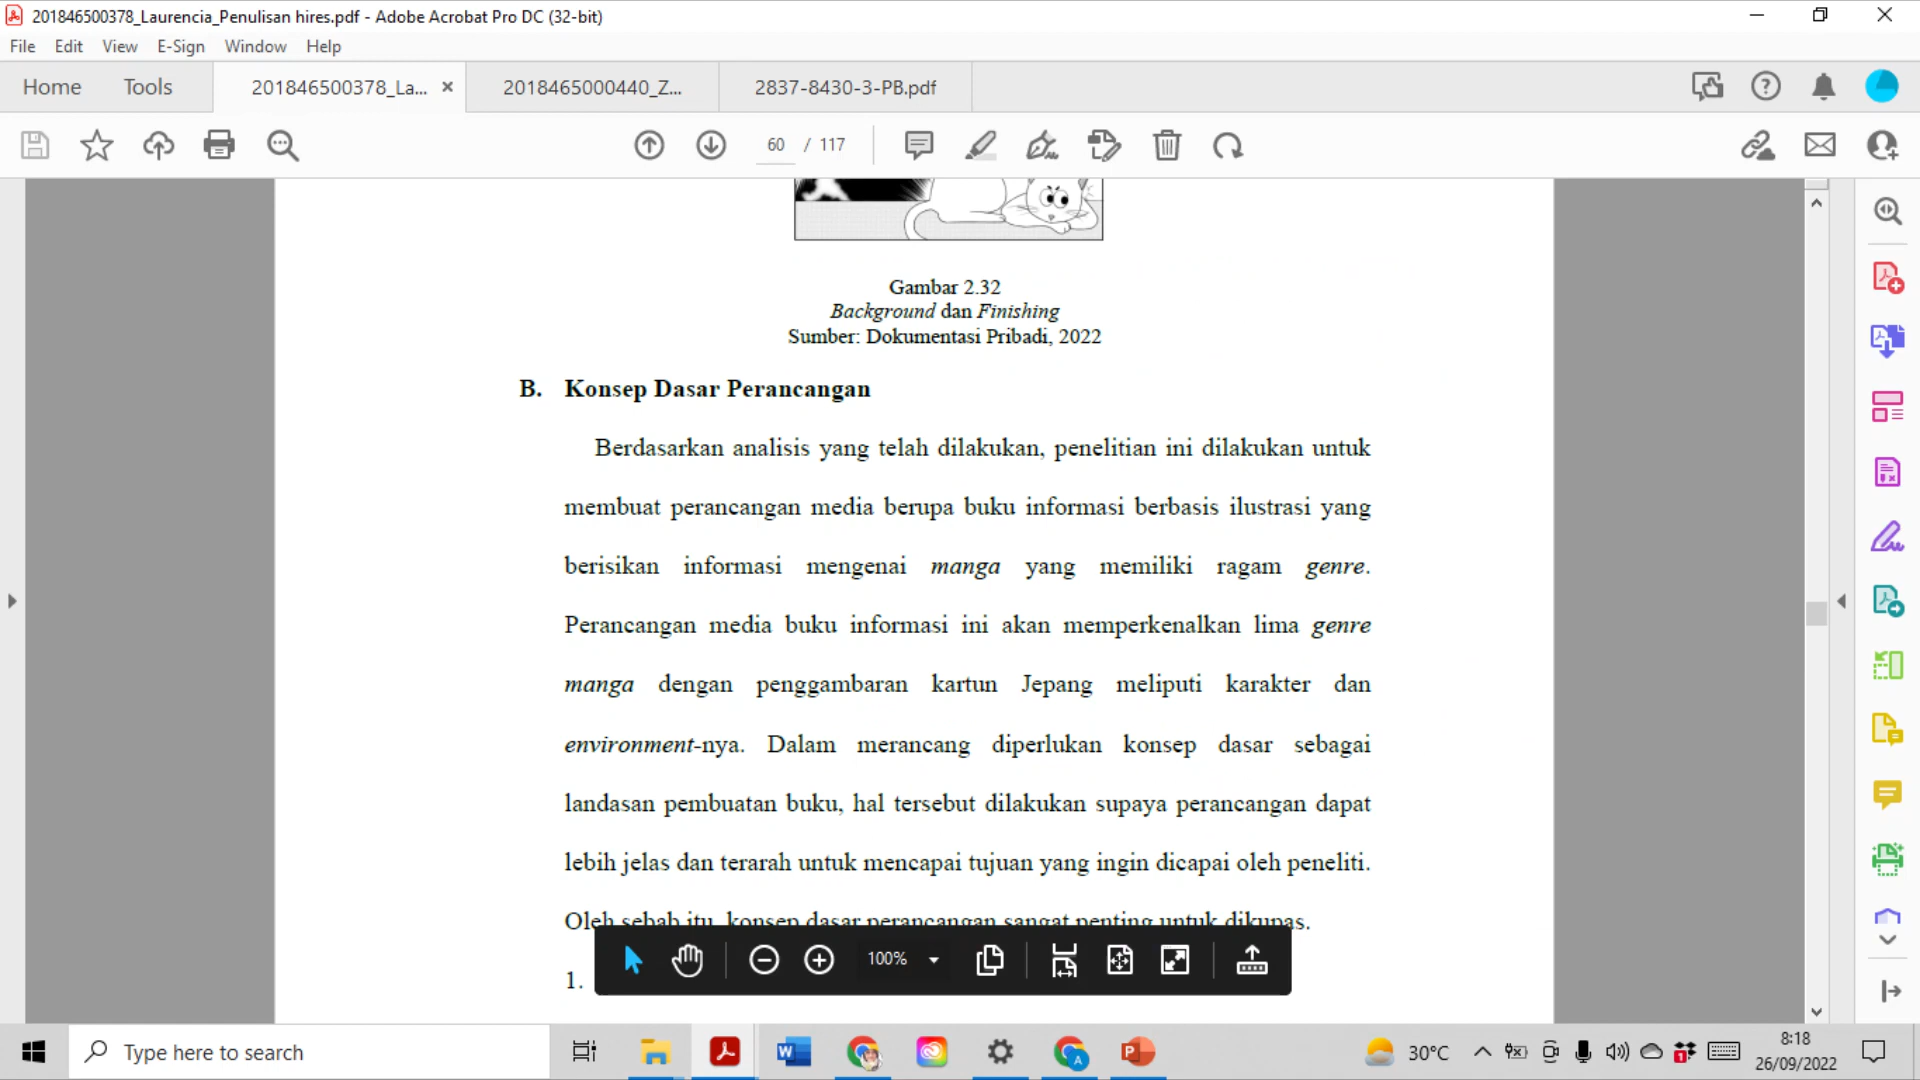 201846500378_Laurencia_Penulisan hires.pdf - Adobe Acrobat Pro DC (32-bit)
File Edit View E-Sign Window Help
Home Tools 201846500378_La... × 2018465000440_Z... 2837-8430-3-PB.pdf
60 / 117
Gambar 2.32
Background dan Finishing
Sumber: Dokumentasi Pribadi, 2022
B. Konsep Dasar Perancangan
Berdasarkan analisis yang telah dilakukan, penelitian ini dilakukan untuk
membuat perancangan media berupa buku informasi berbasis ilustrasi yang
berisikan informasi mengenai manga yang memiliki ragam genre.
Perancangan media buku informasi ini akan memperkenalkan lima genre
manga dengan penggambaran kartun Jepang meliputi karakter dan
environment-nya. Dalam merancang diperlukan konsep dasar sebagai
landasan pembuatan buku, hal tersebut dilakukan supaya perancangan dapat
lebih jelas dan terarah untuk mencapai tujuan yang ingin dicapai oleh peneliti.
Oleh sebab itu, konsep dasar perancangan sangat penting untuk dikupas.
100%
1.
Type here to search
30°C
8:18
26/09/2022